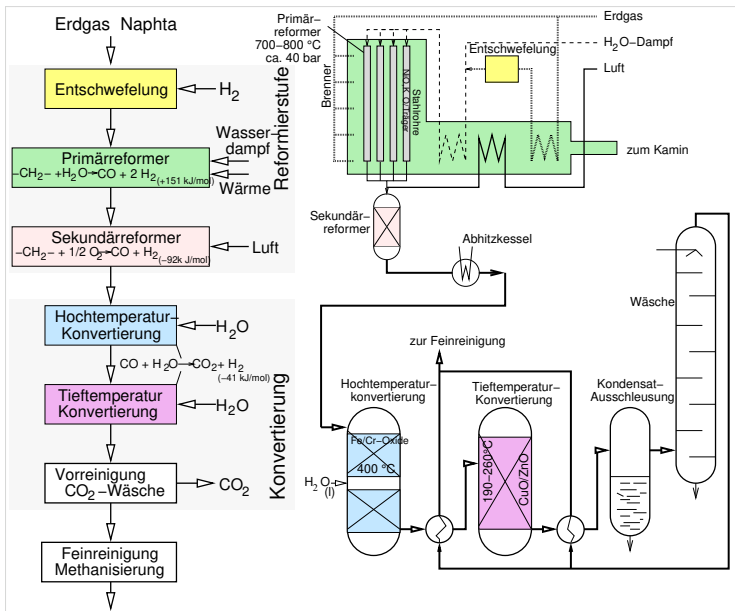 Erdgas Naphta
Entschwefelung
H2
Wasser-
dampf
Primärreformer
-CH2- +H2O→CO + 2 H2(+151 kJ/mol)
Wärme
Reformierstufe
Sekundärreformer
-CH2- + 1/2 O2→CO + H2(-92k J/mol)
Luft
Hochtemperatur-
Konvertierung
H2O
CO + H2O→CO2+ H2
(-41 kJ/mol)
Tieftemperatur
Konvertierung
H2O
Konvertierung
Vorreinigung
CO2-Wäsche
CO2
Feinreinigung
Methanisierung
Primär-
reformer
700-800 °C
ca. 40 bar
Brenner
Stahlrohre
Entschwefelung
Erdgas
H2O-Dampf
Luft
zum Kamin
Sekundär-
reformer
Abhitzkessel
Wäsche
zur Feinreinigung
Hochtemperatur-
konvertierung
Fe/Cr-Oxide
400 °C
H2 O
(l)
Tieftemperatur-
Konvertierung
190-260°C
CuO/ZnO
Kondensat-
Ausschleusung